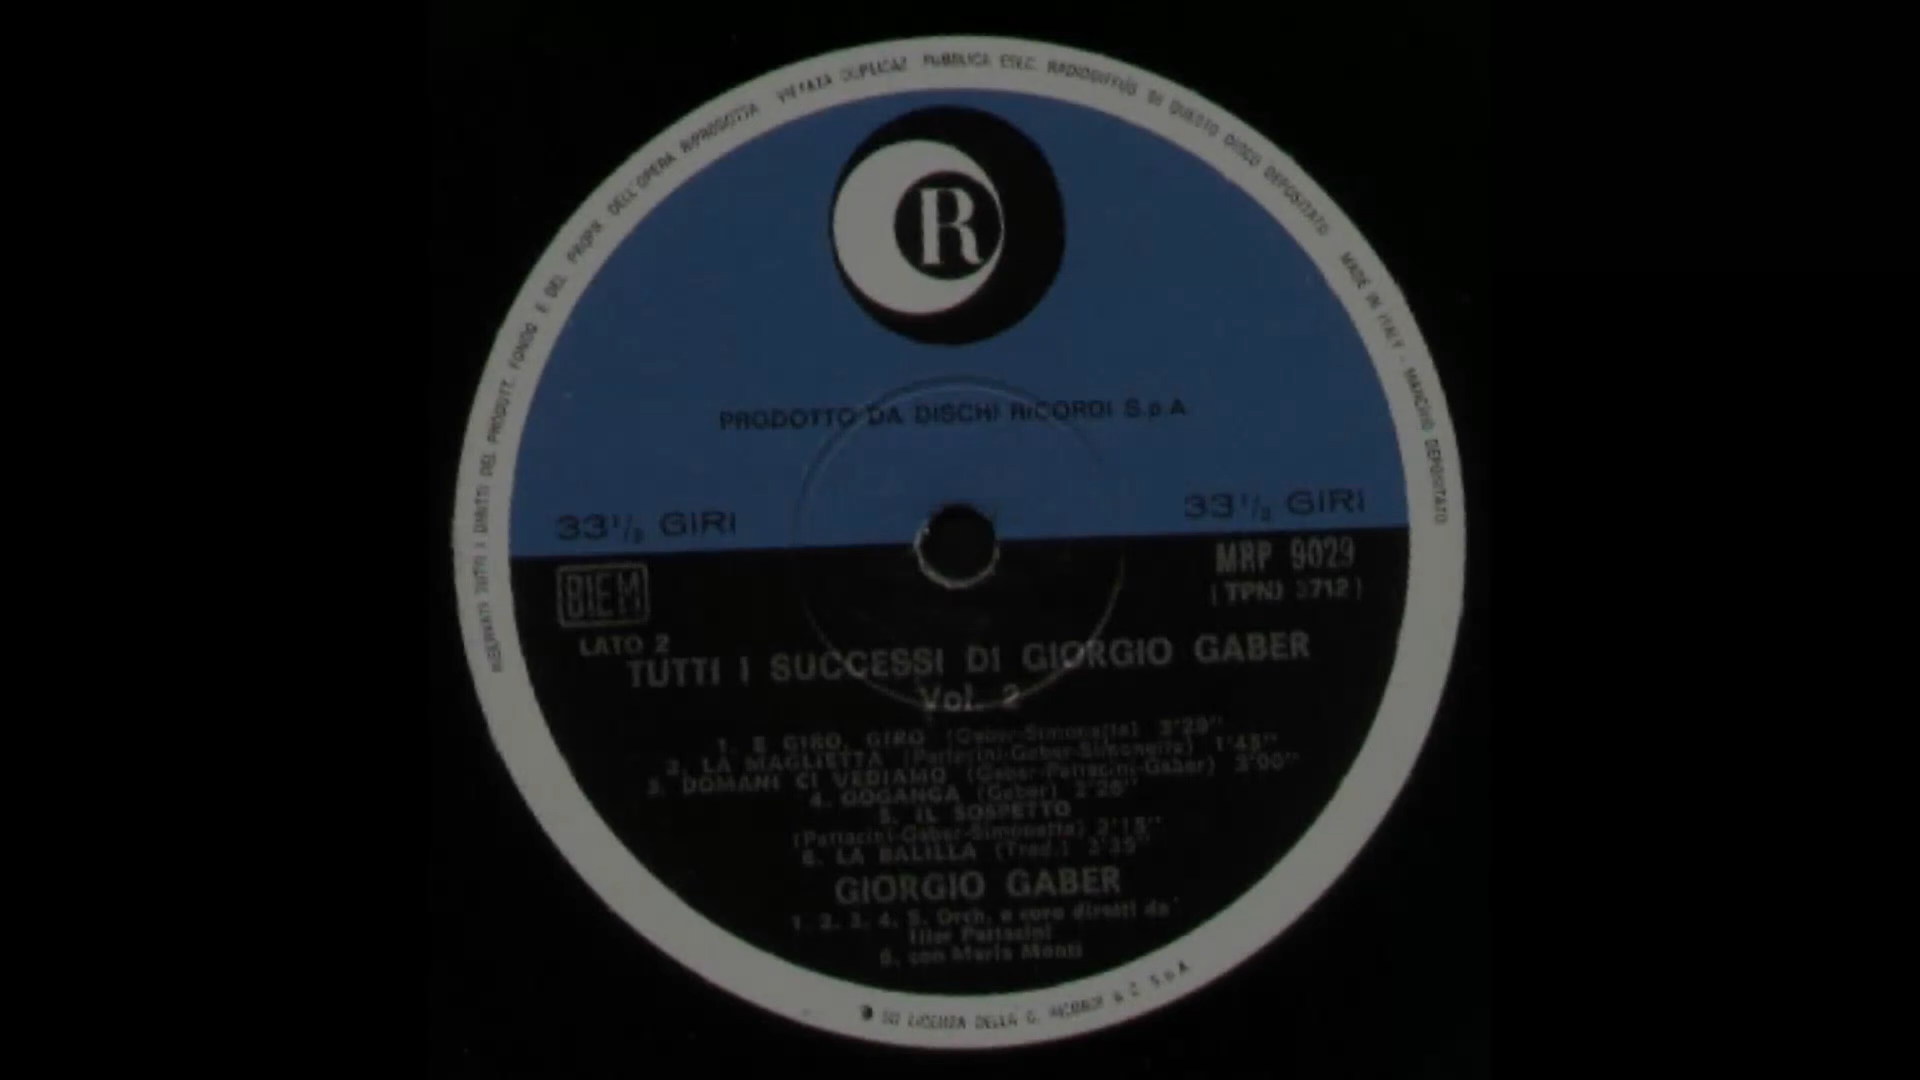 RISERVATI TUTTI I DIRITTI DEL PRODUTT. FONOG E DEL PROPR. DELL'OPERA RIPRODOTTA VIETATA DUPLICAZ PUBBLICA ESEC. RADIODIFFUS DI QUESTO DISCO DEPOSITATO MADE IN ITALY - MARCHIO DEPOSITATO
R
PRODOTTO DA DISCHI RICORDI S.p.A
33 1/3 GIRI 33 1/3 GIRI
BIEM MRP 9029
LATO 2 (TPNI 3712)
TUTTI I SUCCESSI DI GIORGIO GABER
Vol. 2
1. E GIRO, GIRO (Gaber-Simonetta) 3'29"
2. LA MAGLIETTA (Pattacini-Gaber-Simonetta) 1'45"
3. DOMANI CI VEDIAMO (Gaber-Pattacini-Gaber) 3'00"
4. GOGANGA (Gaber) 2'26"
5. IL SOSPETTO
(Pattacini-Gaber-Simonetta) 2'15"
6. LA BALILLA (Trad.) 2'35"
GIORGIO GABER
1. 2. 3. 4. 5. Orch. e coro diretti da
Iller Pattacini
6. con Maria Monti
SU LICENZA DELLA G. RICORDI & C. S.p.A